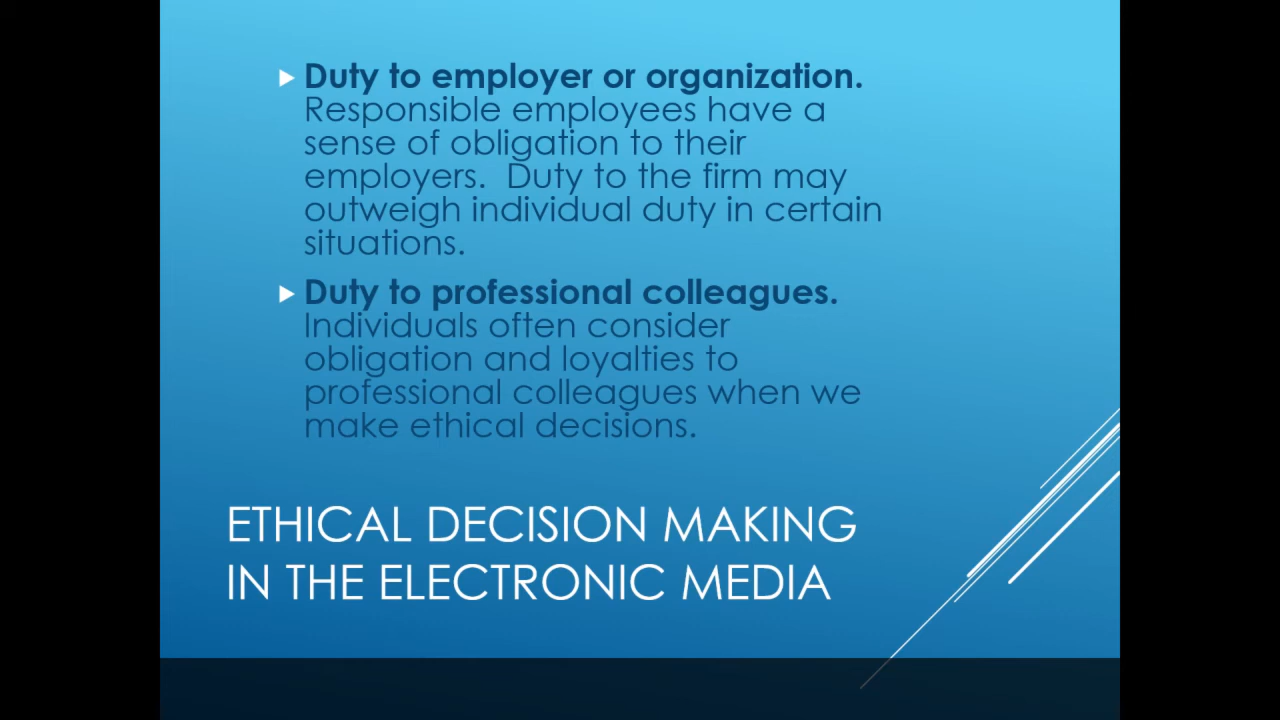 Duty to employer or organization.
Responsible employees have a
sense of obligation to their
employers.  Duty to the firm may
outweigh individual duty in certain
situations.
Duty to professional colleagues.
Individuals often consider
obligation and loyalties to
professional colleagues when we
make ethical decisions.
ETHICAL DECISION MAKING
IN THE ELECTRONIC MEDIA